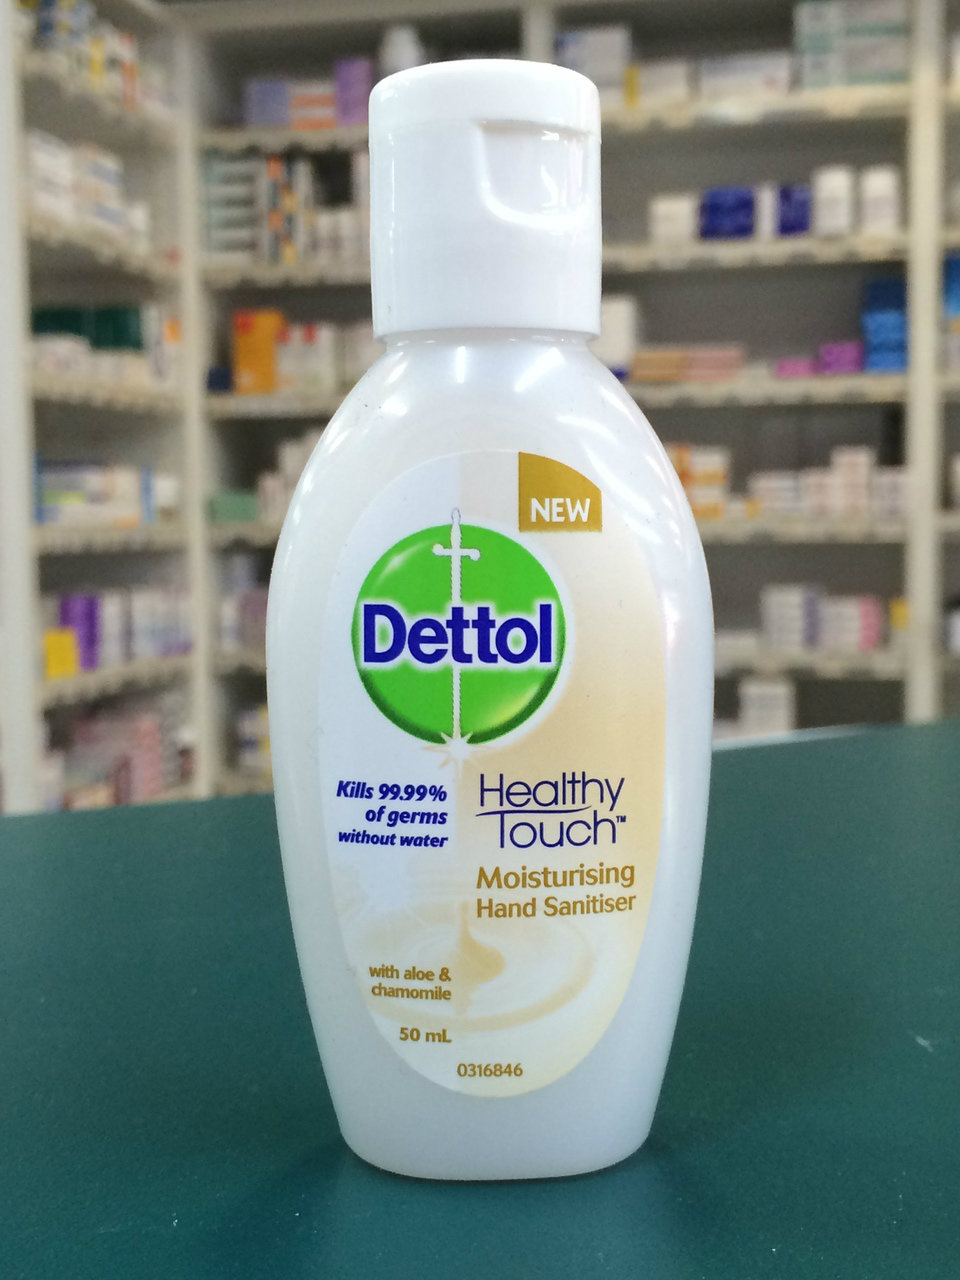 NEW
Dettol
Kills 99.99%
of germs
without water
Healthy
Touch™
Moisturising
Hand Sanitiser
with aloe &
chamomile
50 mL
0316846